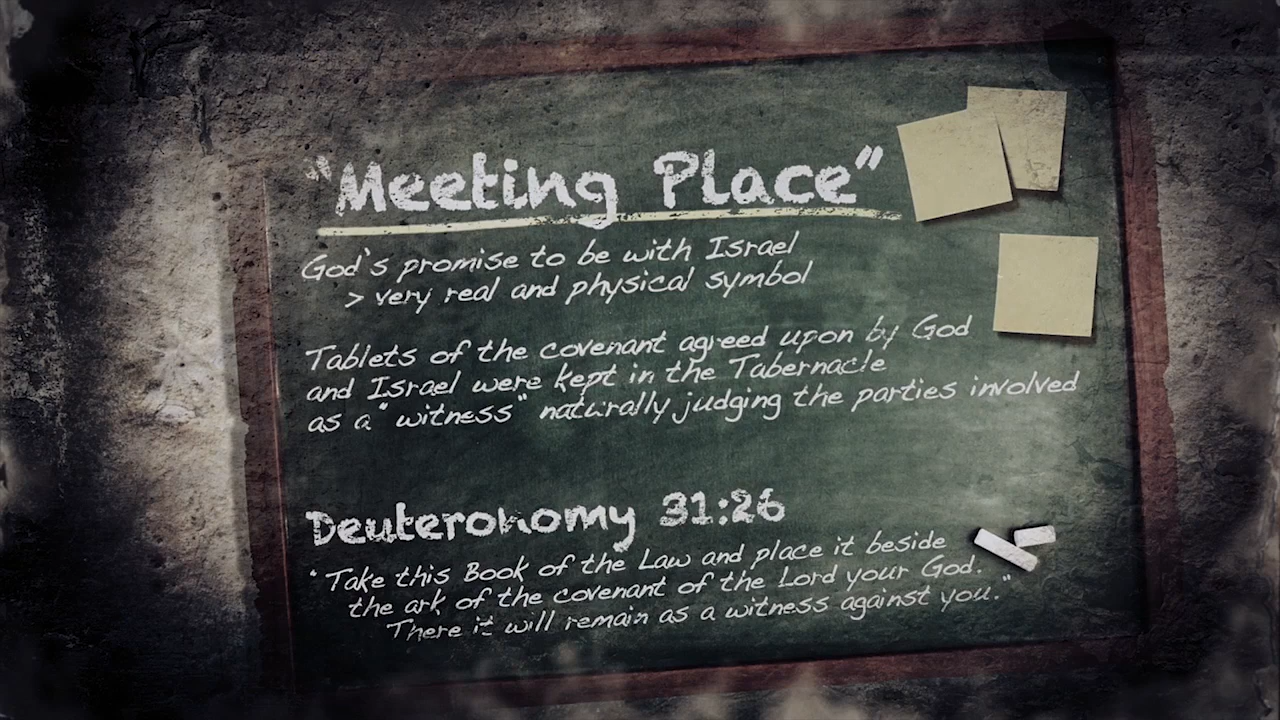 "Meeting Place"
God's promise to be with Israel
> very real and physical symbol
Tablets of the covenant agreed upon by God
and Israel were kept in the Tabernacle
as a "witness" naturally judging the parties involved
Deuteronomy 31:26
"Take this Book of the Law and place it beside
the ark of the covenant of the Lord your God.
There it will remain as a witness against you."